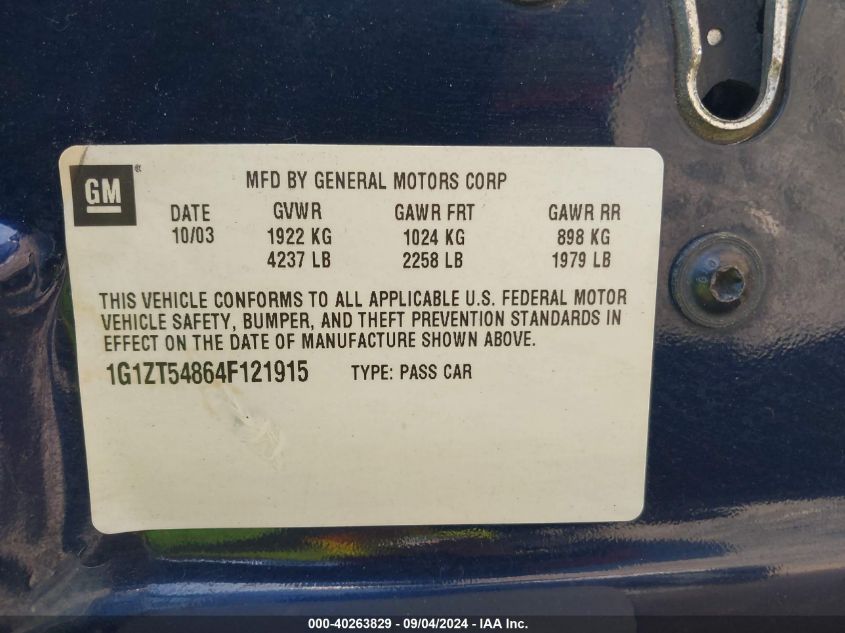 GM
MFD BY GENERAL MOTORS CORP
DATE GVWR GAWR FRT GAWR RR
10/03 1922 KG 1024 KG 898 KG
4237 LB 2258 LB 1979 LB
THIS VEHICLE CONFORMS TO ALL APPLICABLE U.S. FEDERAL MOTOR
VEHICLE SAFETY, BUMPER, AND THEFT PREVENTION STANDARDS IN
EFFECT ON THE DATE OF MANUFACTURE SHOWN ABOVE.
1G1ZT54864F121915 TYPE: PASS CAR
000-40263829 - 09/04/2024 - IAA Inc.